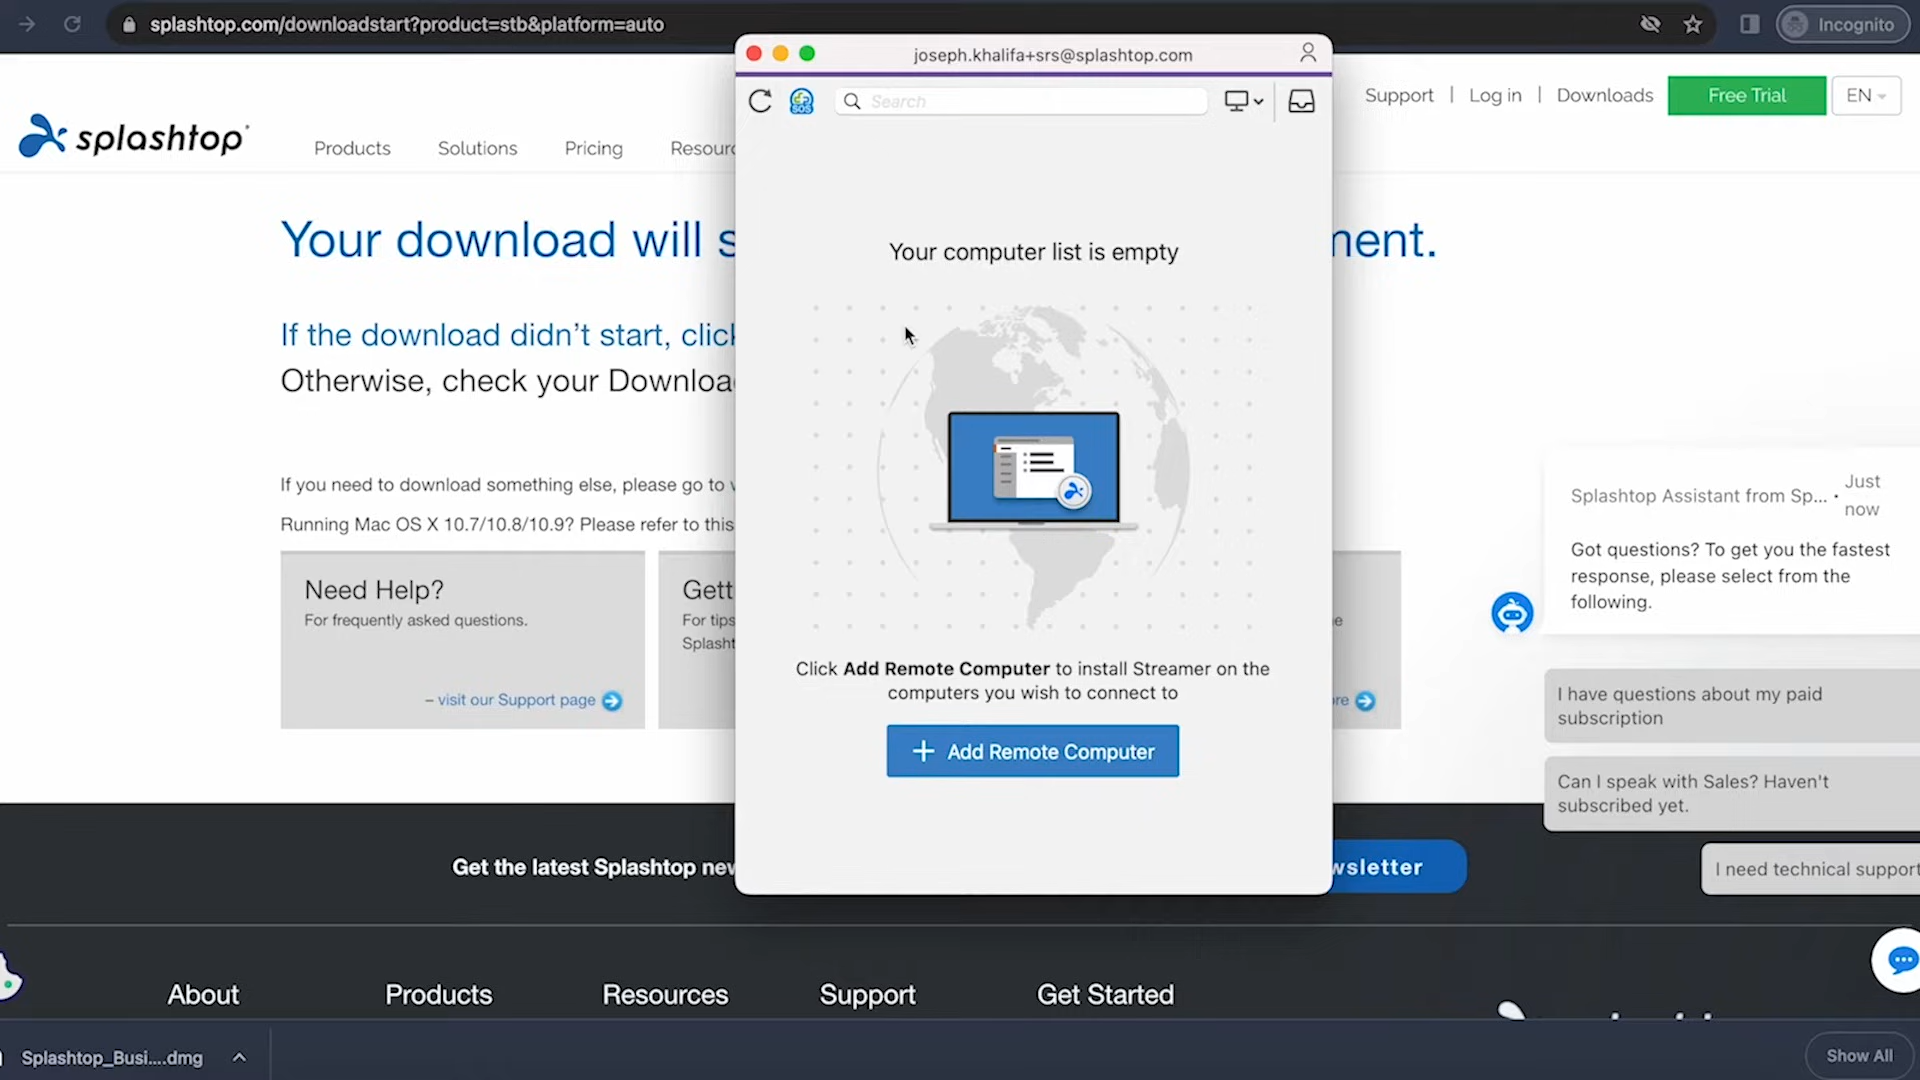 splashtop.com/downloadstart?product=stb&platform=auto
Incognito
joseph.khalifa+srs@splashtop.com
SOS
Search
Support | Log in | Downloads
Free Trial
EN
splashtop
Products
Solutions
Pricing
Resourc
Your download will s
ment.
If the download didn't start, click
Otherwise, check your Downloa
If you need to download something else, please go to
Running Mac OS X 10.7/10.8/10.9? Please refer to this
Need Help?
For frequently asked questions.
– visit our Support page
Gett
For tips
Splasht
Your computer list is empty
Click Add Remote Computer to install Streamer on the
computers you wish to connect to
+ Add Remote Computer
Splashtop Assistant from Sp... •
Just
now
Got questions? To get you the fastest
response, please select from the
following.
I have questions about my paid
subscription
Can I speak with Sales? Haven't
subscribed yet.
I need technical support
Get the latest Splashtop new
wsletter
About
Products
Resources
Support
Get Started
Splashtop_Busi....dmg
Show All